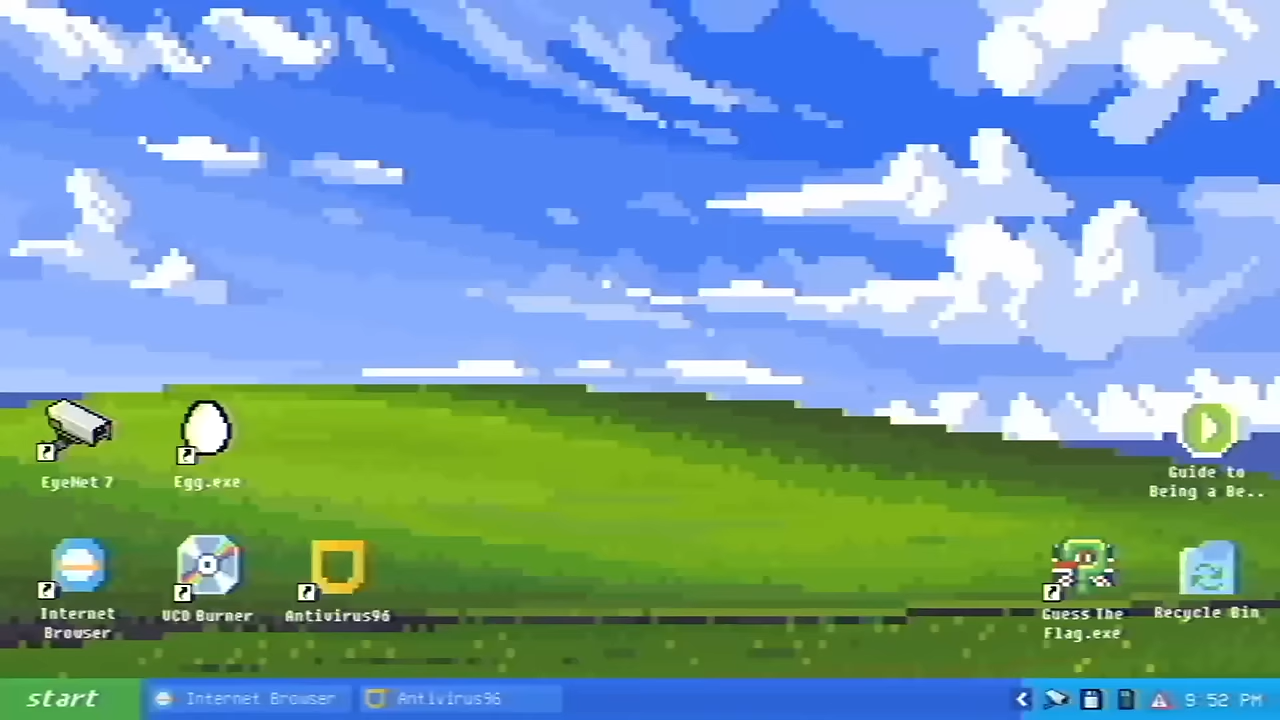 EyeNet 7
Egg.exe
Guide to
Being a Be..
Internet
Browser
VCD Burner
Antivirus96
Guess The
Flag.exe
Recycle Bin
start
Internet Browser
Antivirus96
9:52 PM